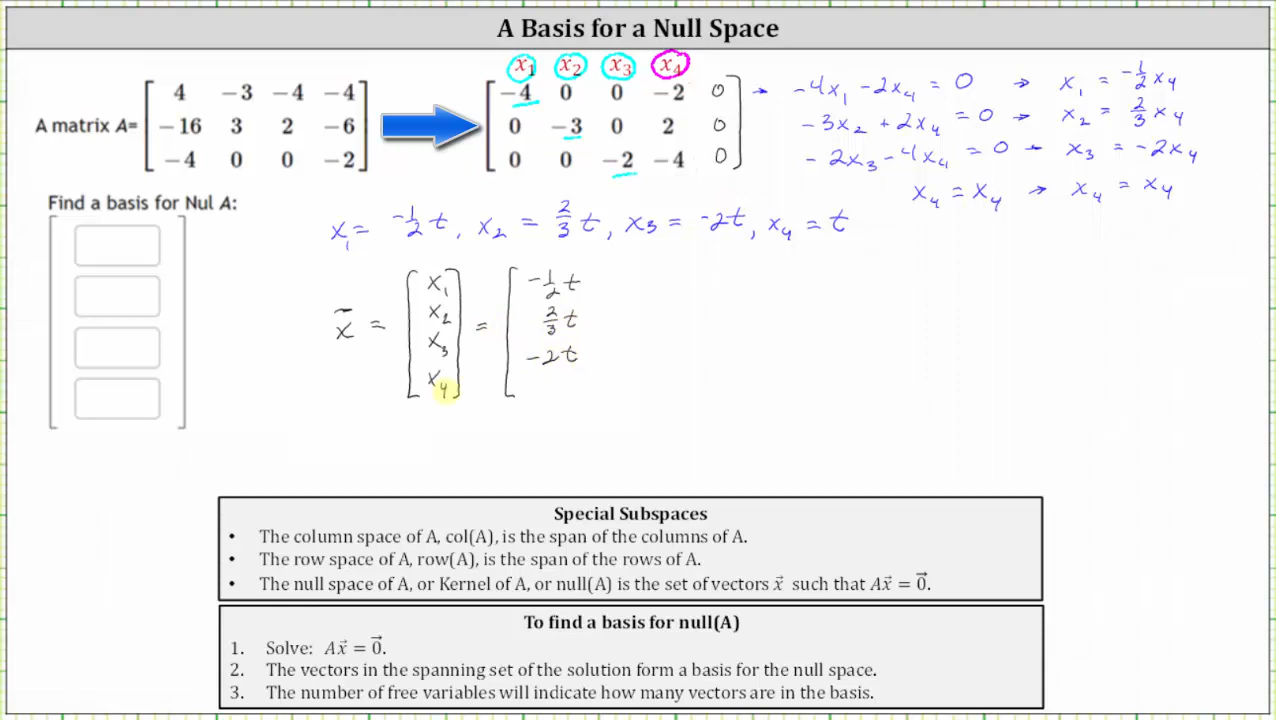 A Basis for a Null Space
x₁ x₂ x₃ x₄
A matrix A= [ 4 −3 −4 −4 ] [ −4 0 0 −2 0 ] → -4x₁ - 2x₄ = 0 → x₁ = -1/2 x₄
[ −16 3 2 −6 ] [ 0 −3 0 2 0 ] - 3x₂ + 2x₄ = 0 → x₂ = 2/3 x₄
[ −4 0 0 −2 ] [ 0 0 −2 −4 0 ] - 2x₃ - 4x₄ = 0 → x₃ = -2x₄
x₄ = x₄ → x₄ = x₄
Find a basis for Nul A:
x₁ = -1/2 t, x₂ = 2/3 t, x₃ = -2t, x₄ = t
x = [ x₁ x₂ x₃ x₄ ] = [ -1/2 t
2/3 t
-2t
Special Subspaces
• The column space of A, col(A), is the span of the columns of A.
• The row space of A, row(A), is the span of the rows of A.
• The null space of A, or Kernel of A, or null(A) is the set of vectors x⃗ such that Ax⃗ = 0⃗.
To find a basis for null(A)
1. Solve: Ax⃗ = 0⃗.
2. The vectors in the spanning set of the solution form a basis for the null space.
3. The number of free variables will indicate how many vectors are in the basis.